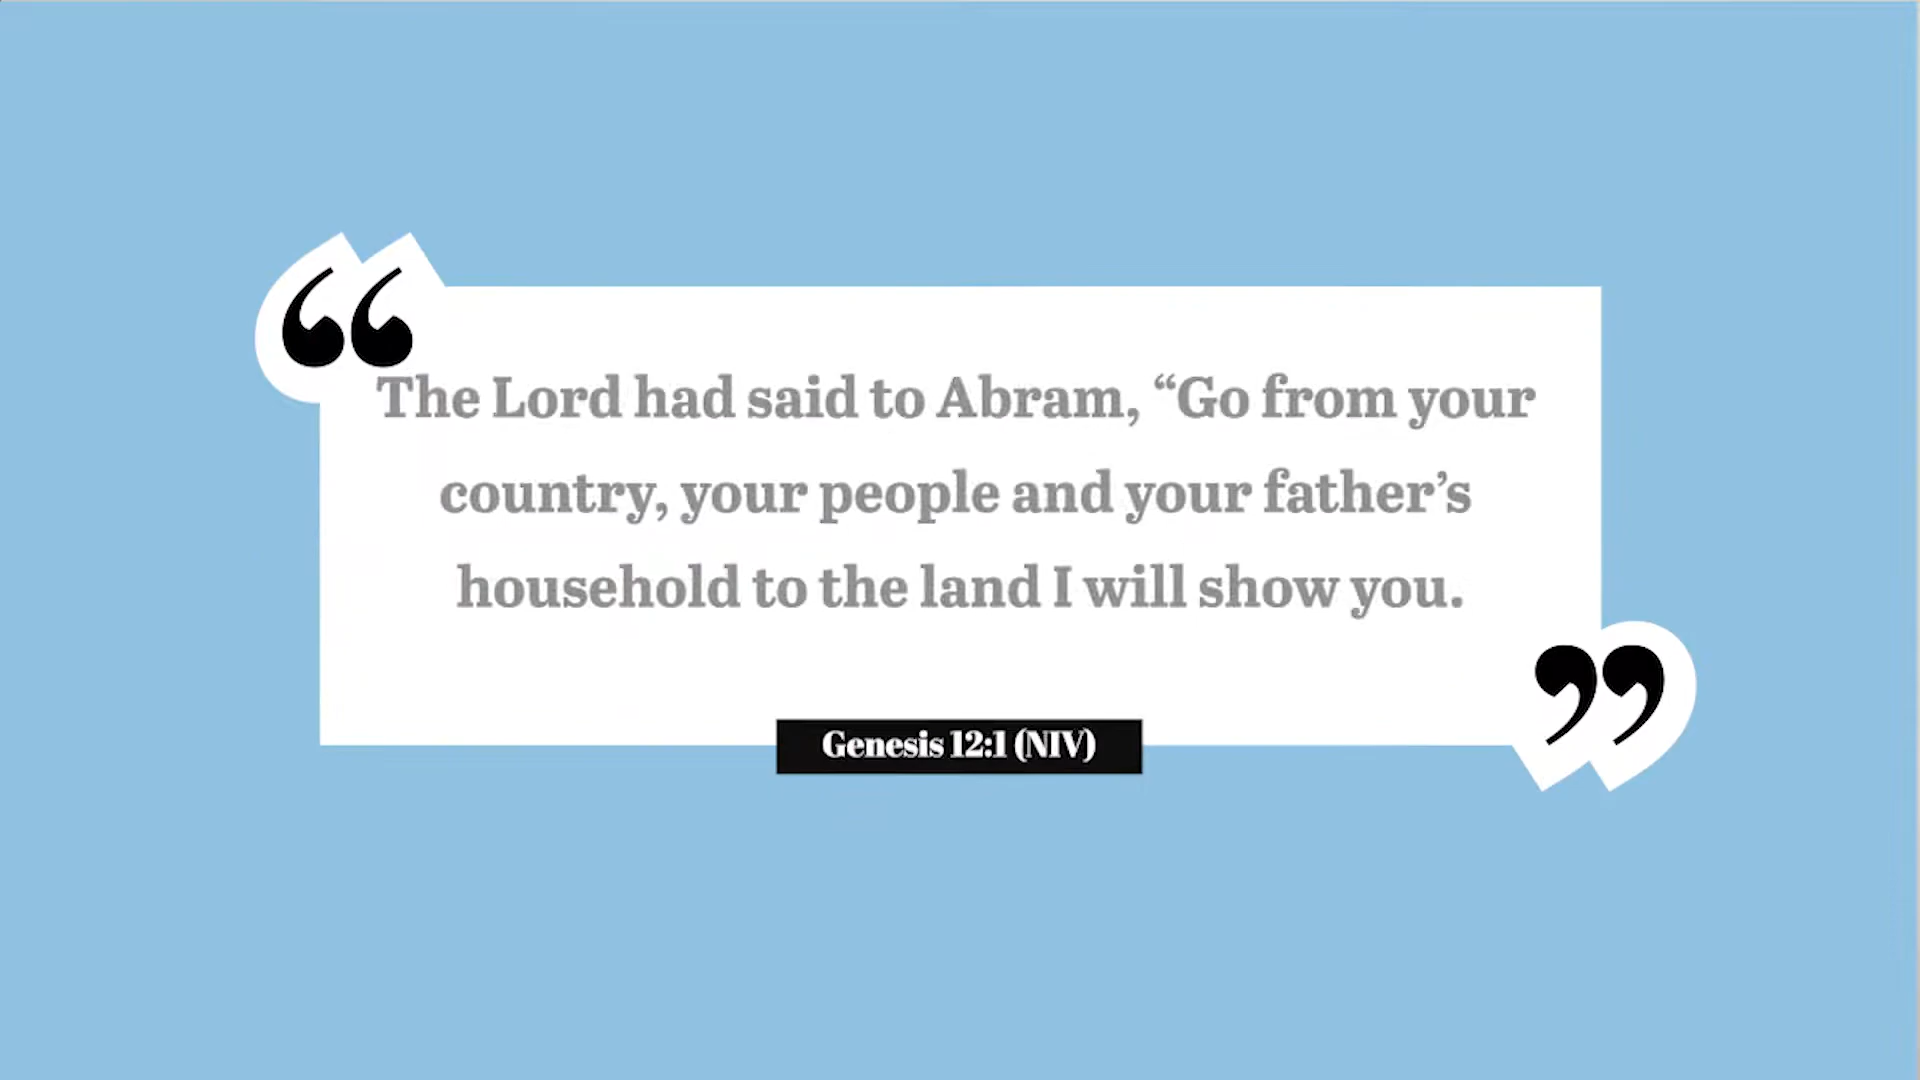 “
The Lord had said to Abram, “Go from your
country, your people and your father’s
household to the land I will show you.
”
Genesis 12:1 (NIV)